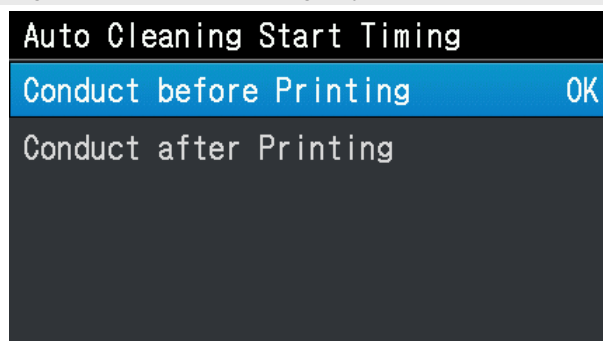 Auto Cleaning Start Timing
Conduct before Printing OK
Conduct after Printing